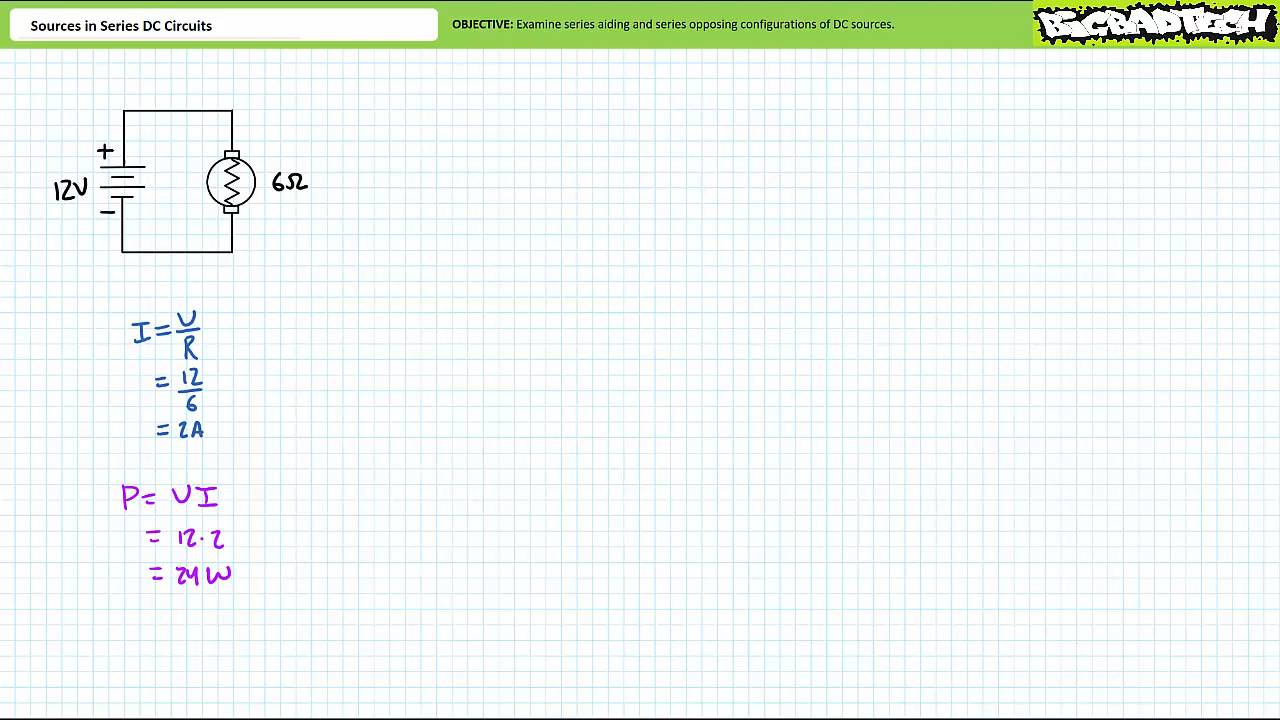 Sources in Series DC Circuits
OBJECTIVE: Examine series aiding and series opposing configurations of DC sources.
BIGBADTECH
+
12V
-
6Ω
I = V/R
= 12/6
= 2A
P = VI
= 12·2
= 24W